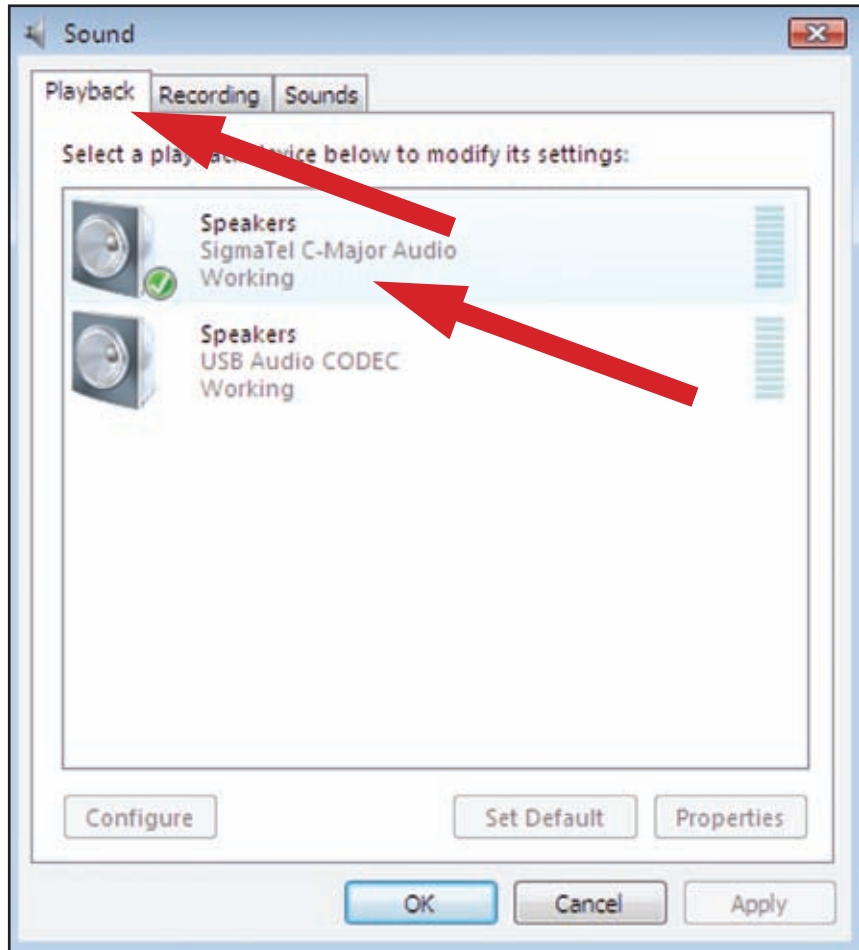 Sound
Playback Recording Sounds
Select a playback device below to modify its settings:
Speakers
SigmaTel C-Major Audio
Working
Speakers
USB Audio CODEC
Working
Configure Set Default Properties
OK Cancel Apply